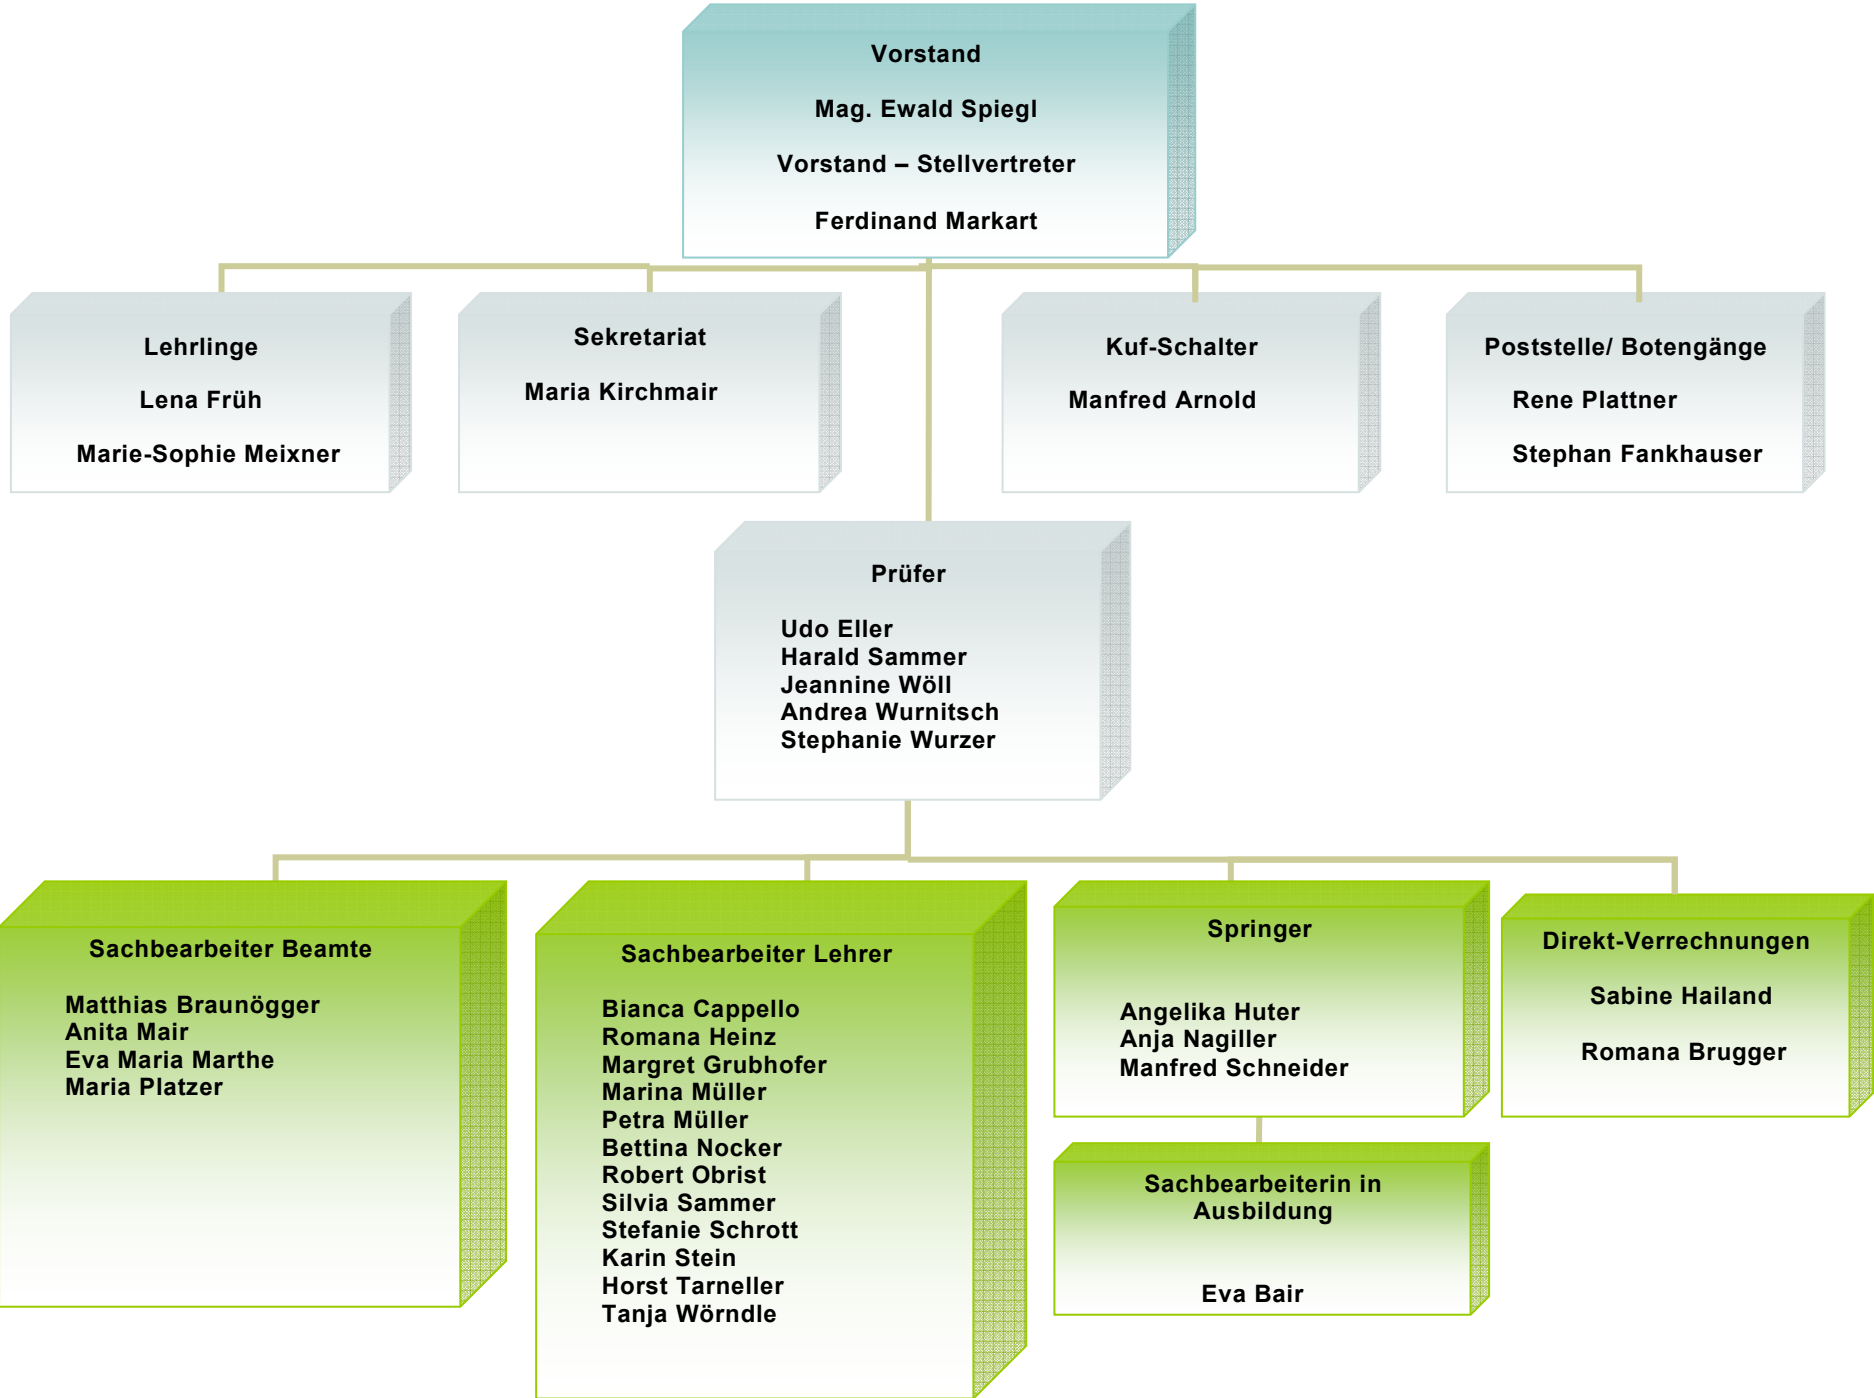 Vorstand
Mag. Ewald Spiegl
Vorstand – Stellvertreter
Ferdinand Markart
Lehrlinge
Lena Früh
Marie-Sophie Meixner
Sekretariat
Maria Kirchmair
Kuf-Schalter
Manfred Arnold
Poststelle/ Botengänge
Rene Plattner
Stephan Fankhauser
Prüfer
Udo Eller
Harald Sammer
Jeannine Wöll
Andrea Wurnitsch
Stephanie Wurzer
Sachbearbeiter Beamte
Matthias Braunögger
Anita Mair
Eva Maria Marthe
Maria Platzer
Sachbearbeiter Lehrer
Bianca Cappello
Romana Heinz
Margret Grubhofer
Marina Müller
Petra Müller
Bettina Nocker
Robert Obrist
Silvia Sammer
Stefanie Schrott
Karin Stein
Horst Tarneller
Tanja Wörndle
Springer
Angelika Huter
Anja Nagiller
Manfred Schneider
Sachbearbeiterin in
Ausbildung
Eva Bair
Direkt-Verrechnungen
Sabine Hailand
Romana Brugger